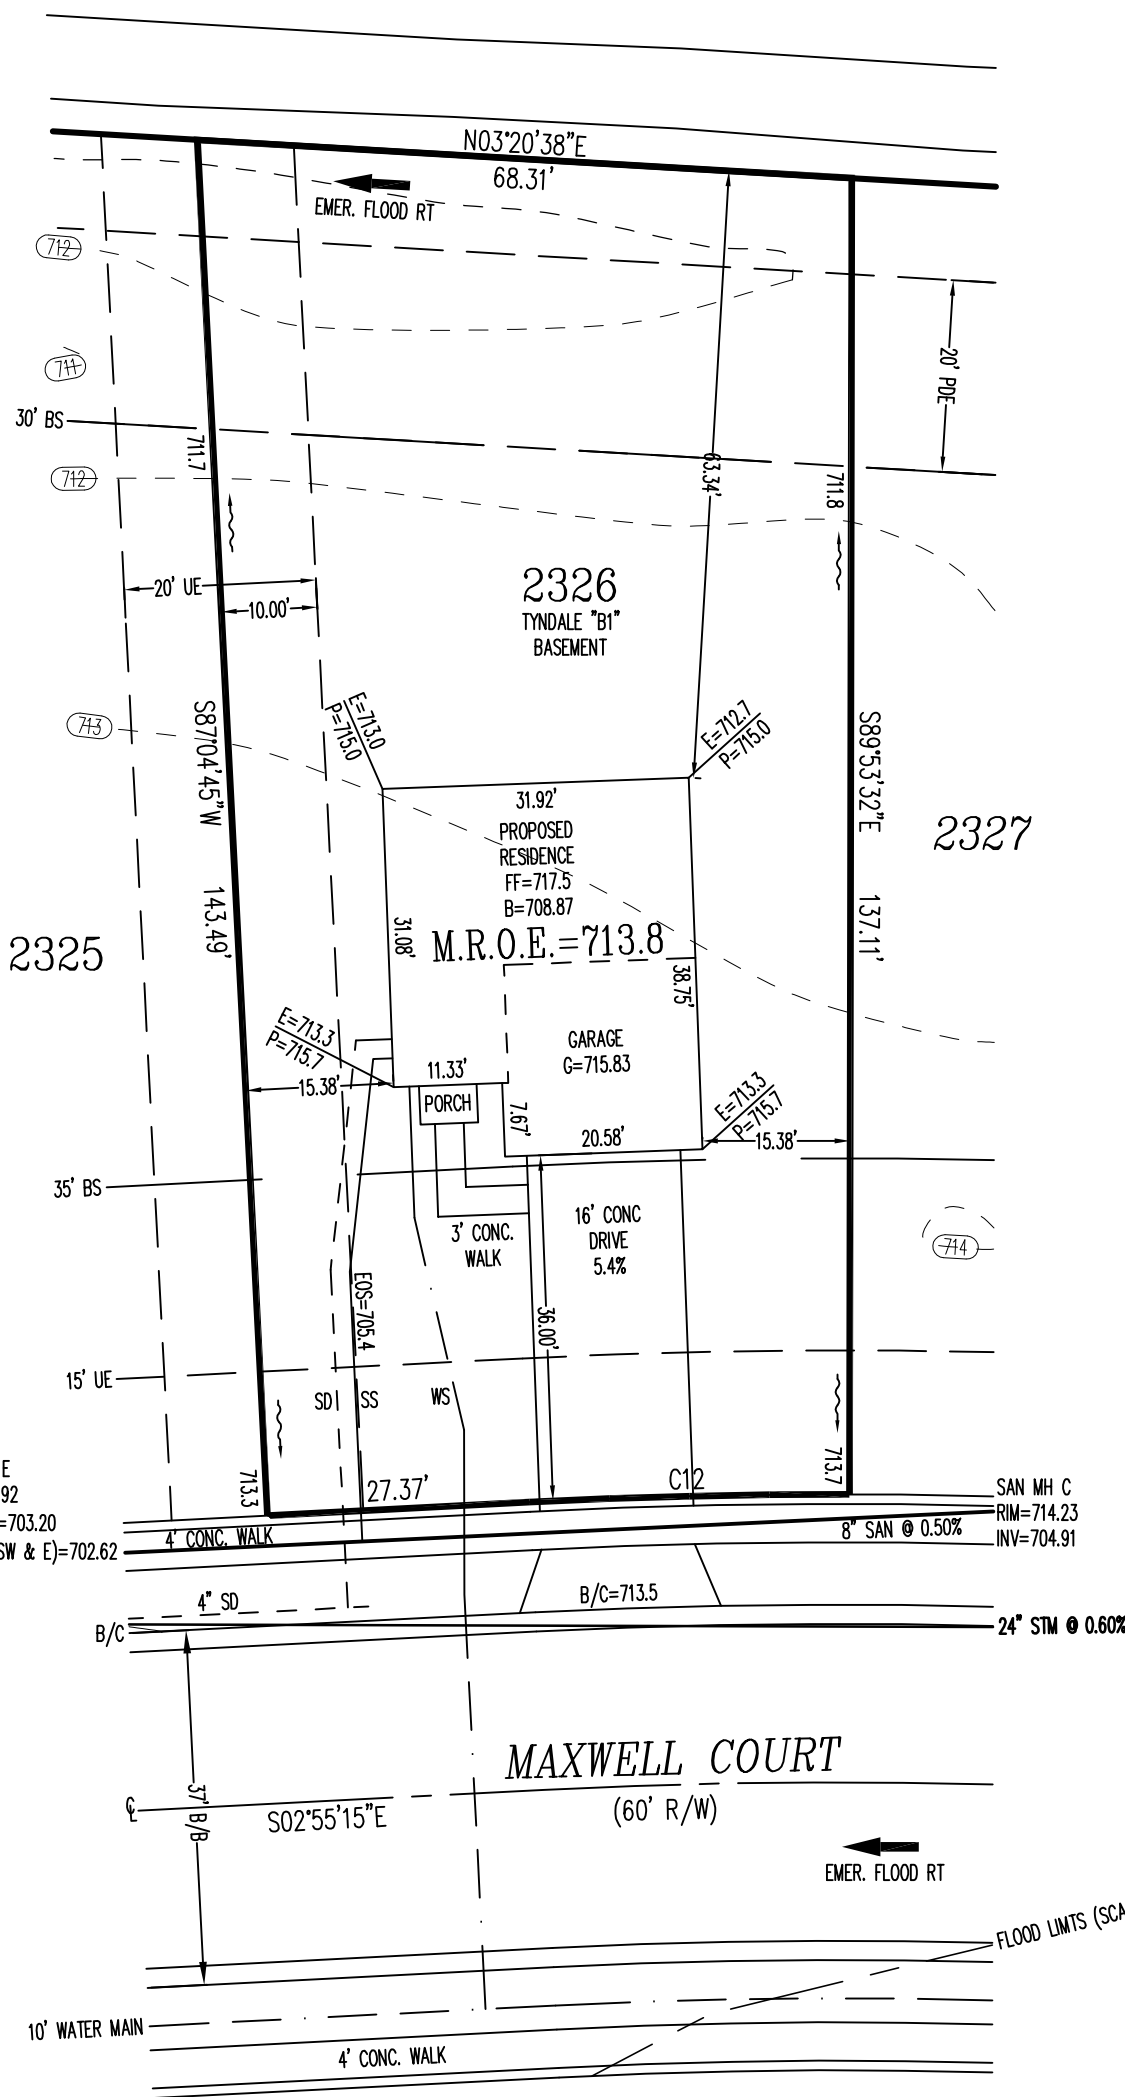 N03°20'38"E
68.31'
EMER. FLOOD RT
712
711
20' PDE
30' BS
711.7
712
63.34'
711.8
2326
TYNDALE "B1"
BASEMENT
20' UE
10.00'
713
S87°04'45"W
143.49'
E=713.0
P=715.0
E=712.7
P=715.0
S89°53'32"E
137.11'
31.92'
PROPOSED
RESIDENCE
FF=717.5
B=708.87
M.R.O.E.=713.8
2325
2327
31.08'
38.75'
GARAGE
G=715.83
E=713.3
P=715.7
15.38'
11.33'
PORCH
7.67'
20.58'
E=713.3
P=715.7
15.38'
35' BS
3' CONC.
WALK
16' CONC
DRIVE
5.4%
714
EOS=705.4
36.00'
15' UE
SD
SS
WS
713.3
27.37'
C12
713.7
E
92
=703.20
SW & E)=702.62
SAN MH C
RIM=714.23
INV=704.91
4' CONC. WALK
8" SAN @ 0.50%
4" SD
B/C=713.5
B/C
24" STM @ 0.60%
37' B/B
MAXWELL COURT
(60' R/W)
℄
S02°55'15"E
EMER. FLOOD RT
FLOOD LIMTS (SCA
10' WATER MAIN
4' CONC. WALK